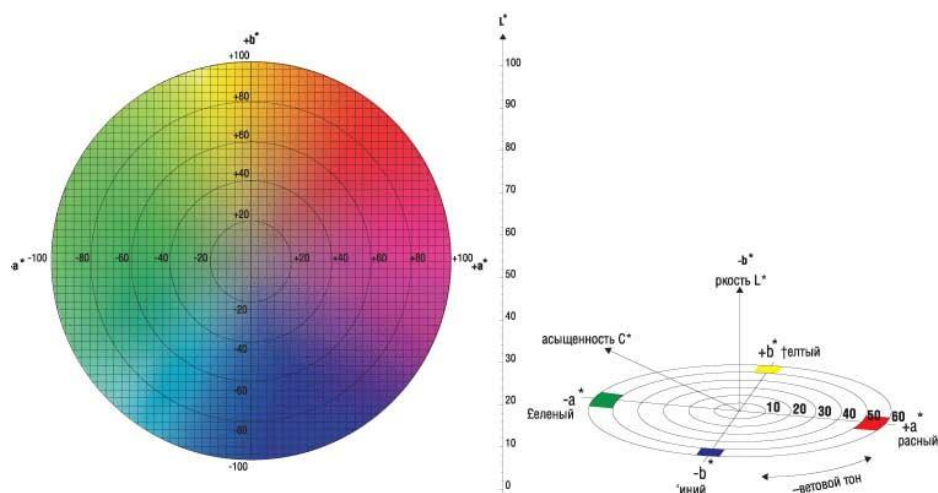 +b*
+100
+80
+60
+40
+20
-a* -100 -80 -60 -40 -20 +20 +40 +60 +80 +100 +a*
-20
-40
-60
-80
-100
L*
100
90
80
70
60
50
40
30
20
10
0
-b*
ркость L*
асыщенность C*
+b* †елтый
-a*
£еленый
10 20 30 40 50 60
+a*
расный
-b*
'иний
–ветовой тон